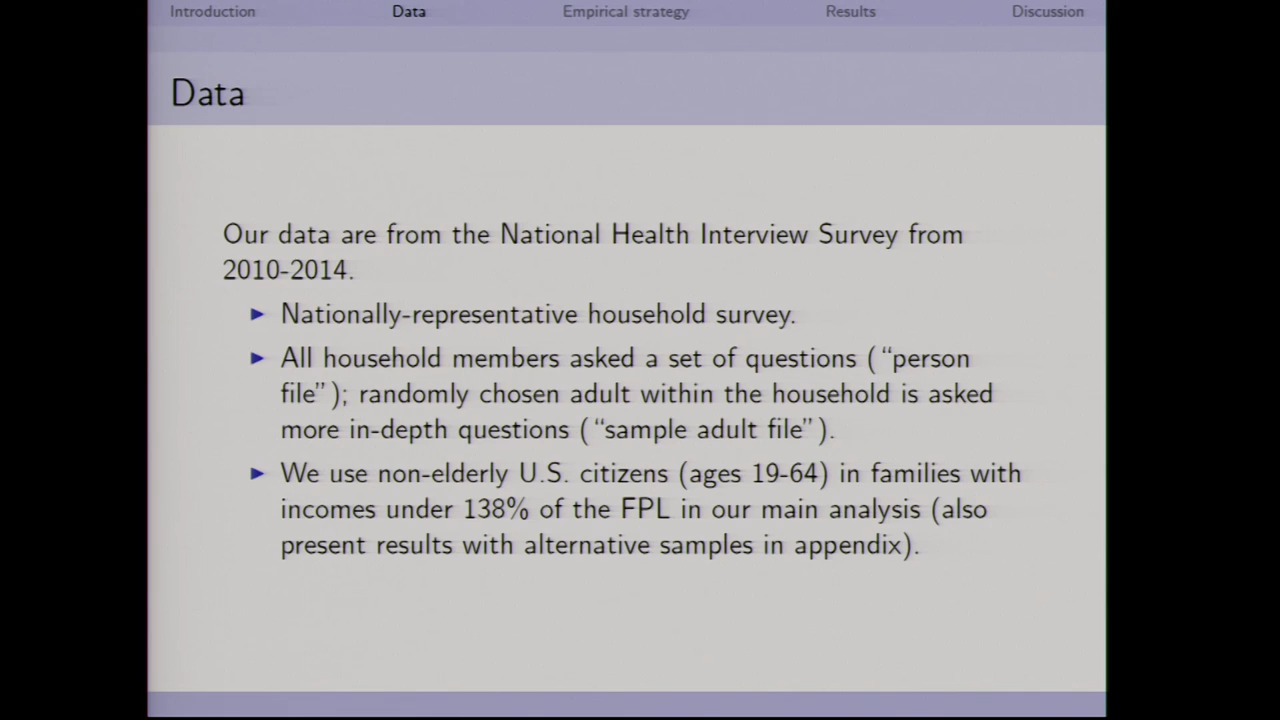 Introduction Data Empirical strategy Results Discussion
Data
Our data are from the National Health Interview Survey from
2010-2014.
Nationally-representative household survey.
All household members asked a set of questions (“person
file”); randomly chosen adult within the household is asked
more in-depth questions (“sample adult file”).
We use non-elderly U.S. citizens (ages 19-64) in families with
incomes under 138% of the FPL in our main analysis (also
present results with alternative samples in appendix).